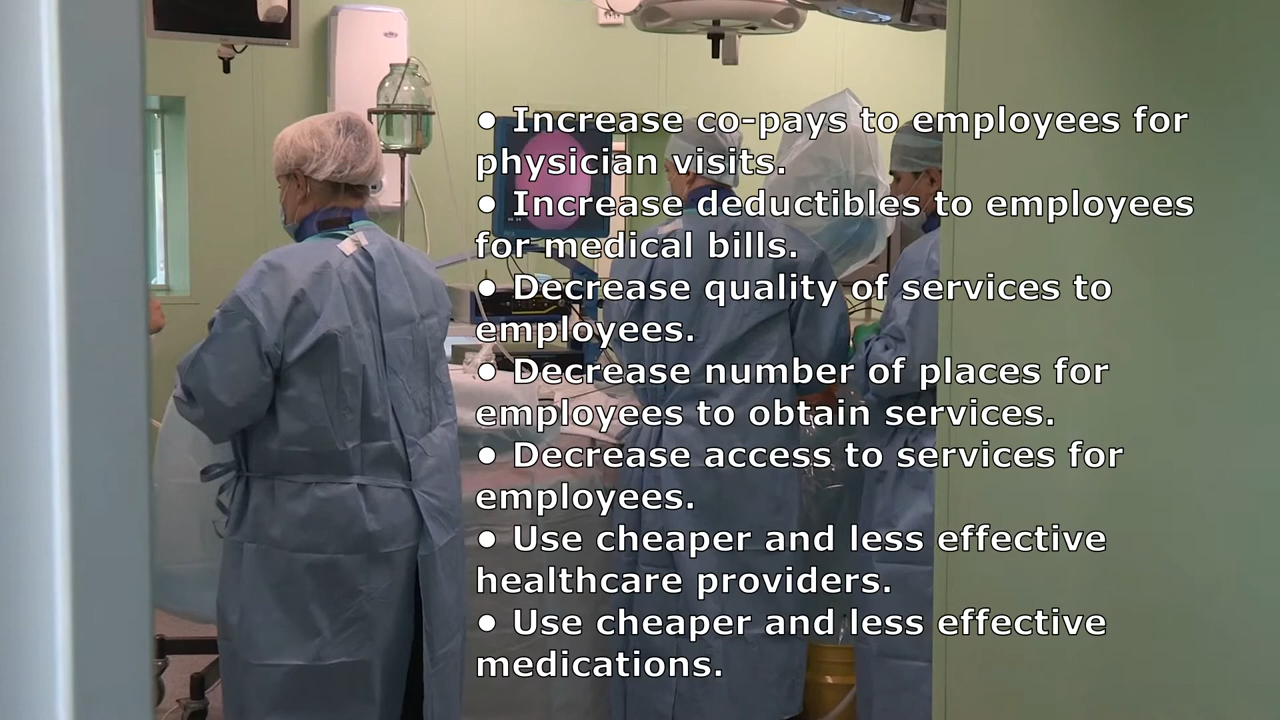 ● Increase co-pays to employees for
physician visits.
● Increase deductibles to employees
for medical bills.
● Decrease quality of services to
employees.
● Decrease number of places for
employees to obtain services.
● Decrease access to services for
employees.
● Use cheaper and less effective
healthcare providers.
● Use cheaper and less effective
medications.